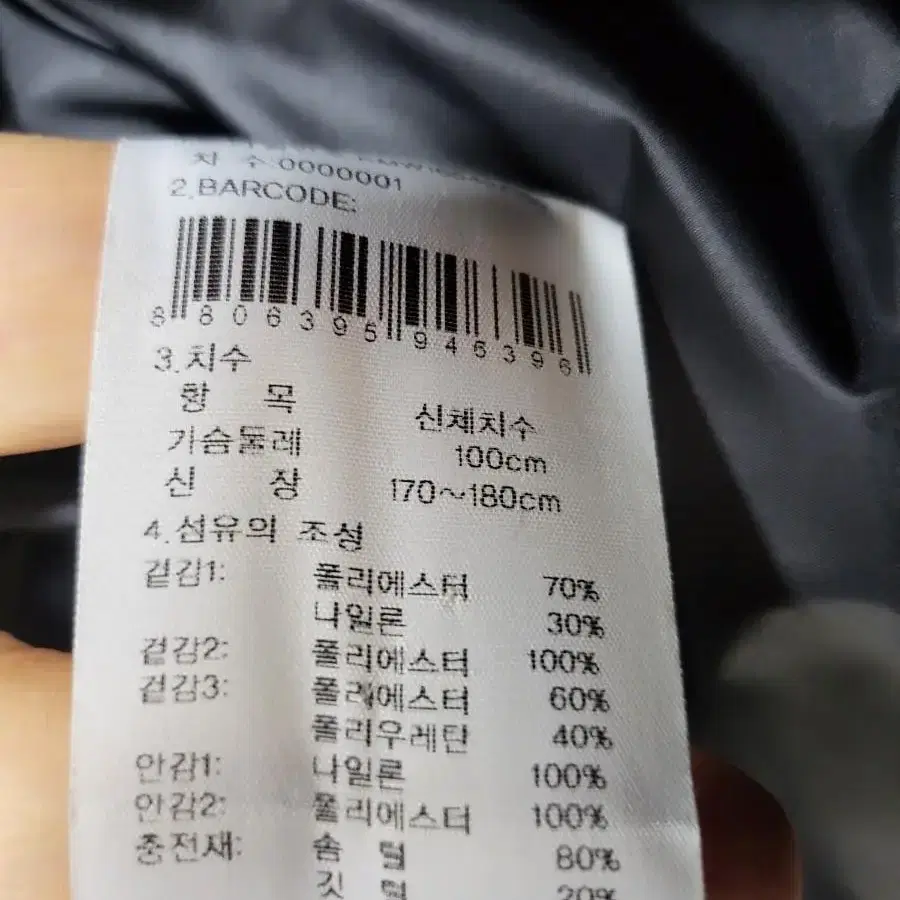 치 수:0000001
2.BARCODE:
8 806395 946396
3.치수
항 목 신체치수
가슴둘레 100cm
신 장 170~180cm
4.섬유의 조성
겉감1: 폴리에스터 70%
나일론 30%
겉감2: 폴리에스터 100%
겉감3: 폴리에스터 60%
폴리우레탄 40%
안감1: 나일론 100%
안감2: 폴리에스터 100%
충전재: 솜 털 80%
깃 털 20%